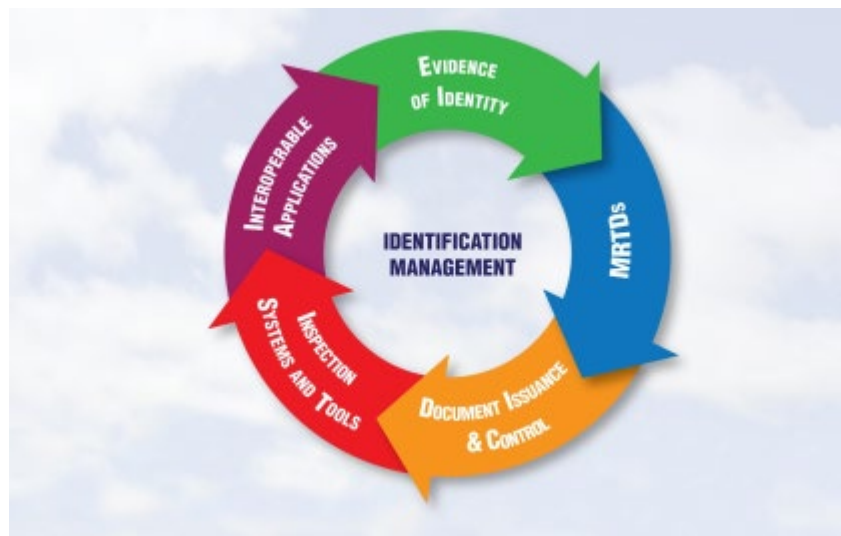 EVIDENCE
OF IDENTITY
MRTDs
DOCUMENT ISSUANCE
& CONTROL
INSPECTION
SYSTEMS AND TOOLS
INTEROPERABLE
APPLICATIONS
IDENTIFICATION
MANAGEMENT